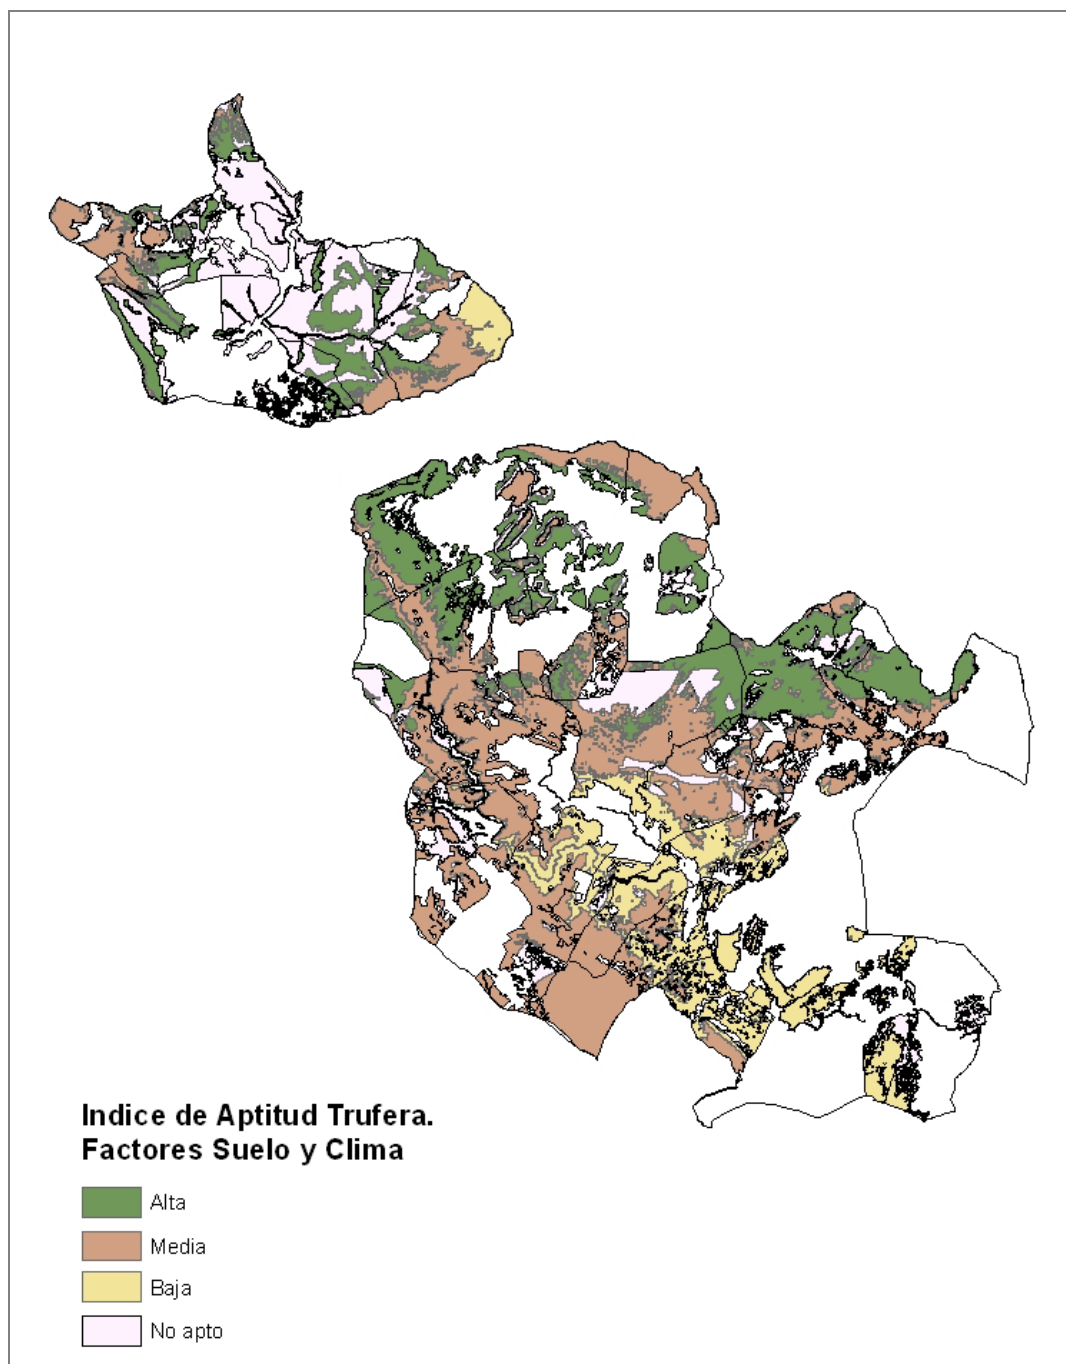 Indice de Aptitud Trufera.
Factores Suelo y Clima
Alta
Media
Baja
No apto